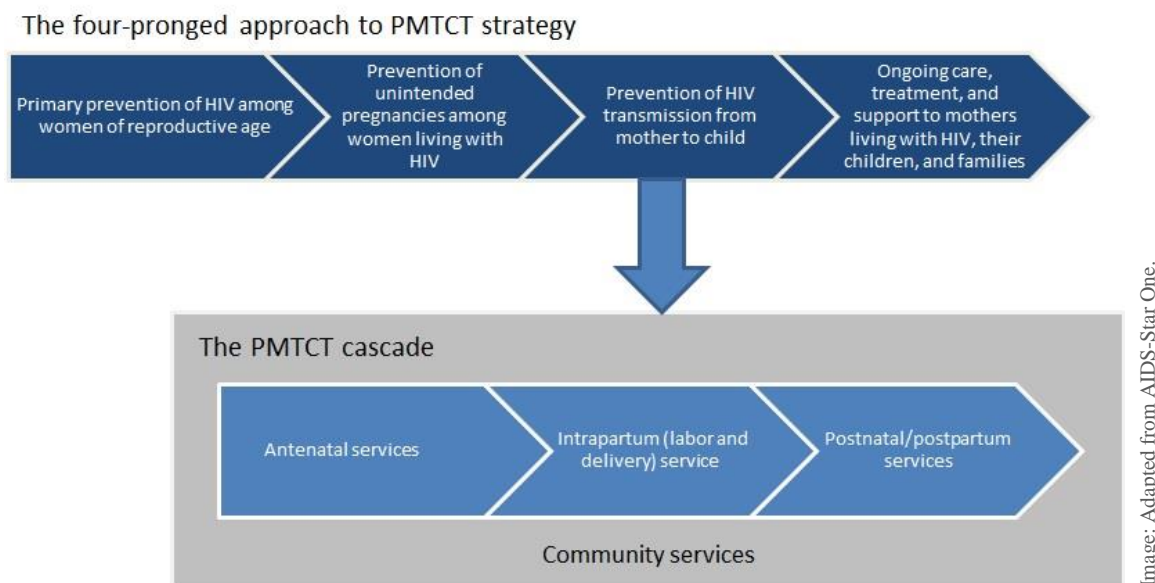 The four-pronged approach to PMTCT strategy
Primary prevention of HIV among
women of reproductive age
Prevention of
unintended
pregnancies among
women living with
HIV
Prevention of HIV
transmission from
mother to child
Ongoing care,
treatment, and
support to mothers
living with HIV, their
children, and families
The PMTCT cascade
Antenatal services
Intrapartum (labor and
delivery) service
Postnatal/postpartum
services
Community services
Image: Adapted from AIDS-Star One.